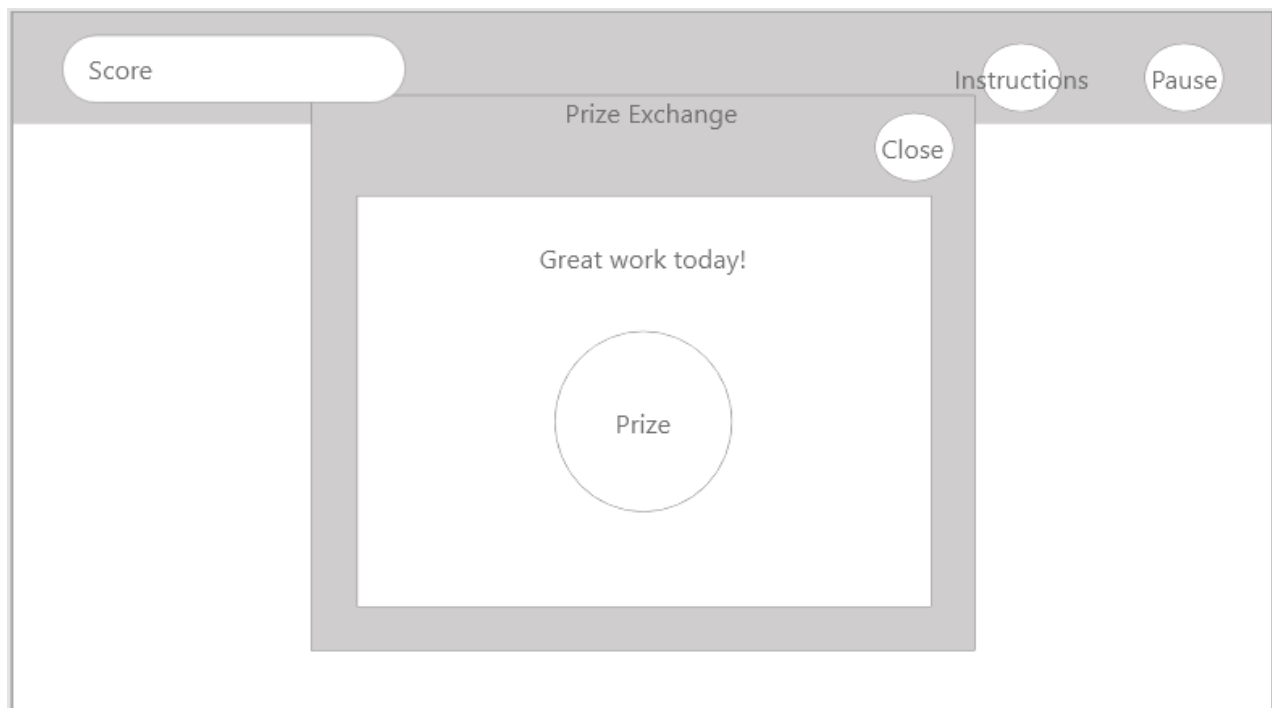 Score
Instructions
Pause
Prize Exchange
Close
Great work today!
Prize